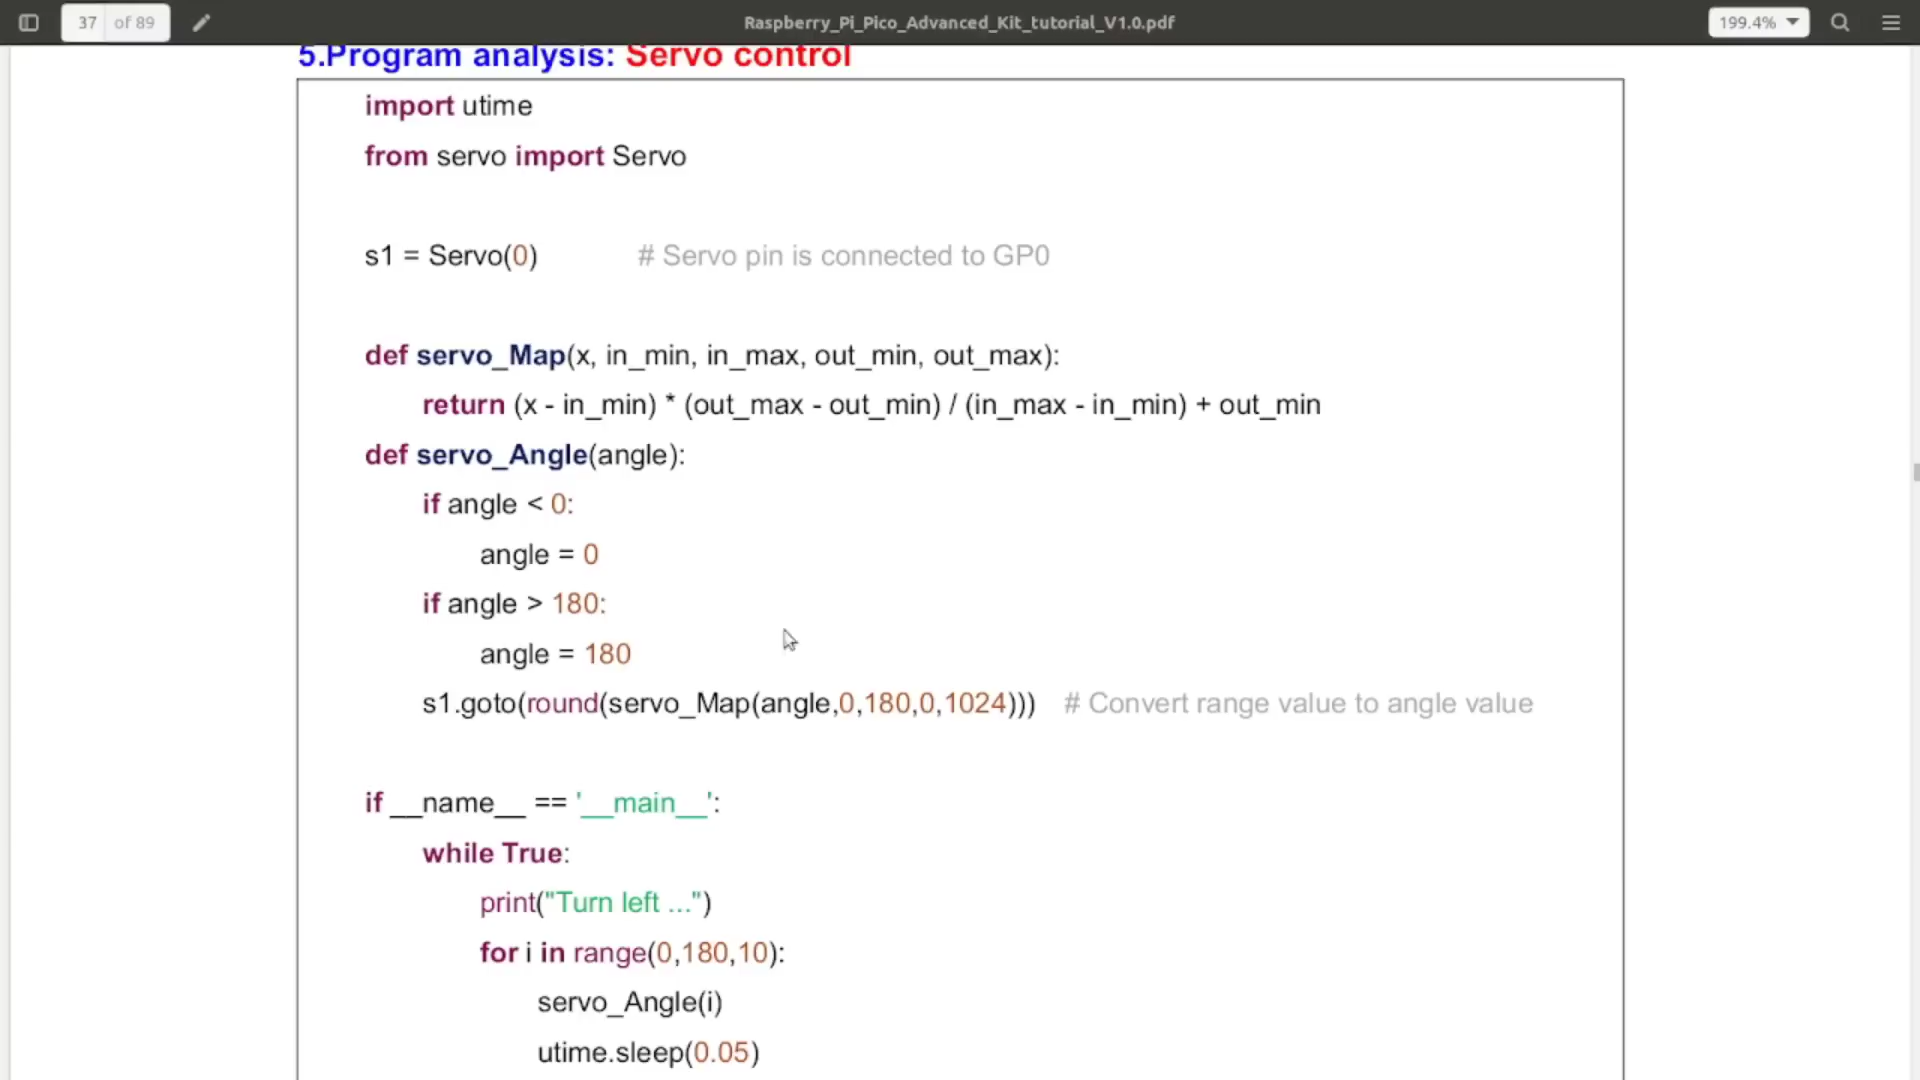 37 of 89
Raspberry_Pi_Pico_Advanced_Kit_tutorial_V1.0.pdf
199.4%
5.Program analysis: Servo control
import utime
from servo import Servo
s1 = Servo(0) # Servo pin is connected to GP0
def servo_Map(x, in_min, in_max, out_min, out_max):
return (x - in_min) * (out_max - out_min) / (in_max - in_min) + out_min
def servo_Angle(angle):
if angle < 0:
angle = 0
if angle > 180:
angle = 180
s1.goto(round(servo_Map(angle,0,180,0,1024))) # Convert range value to angle value
if __name__ == '__main__':
while True:
print("Turn left ...")
for i in range(0,180,10):
servo_Angle(i)
utime.sleep(0.05)